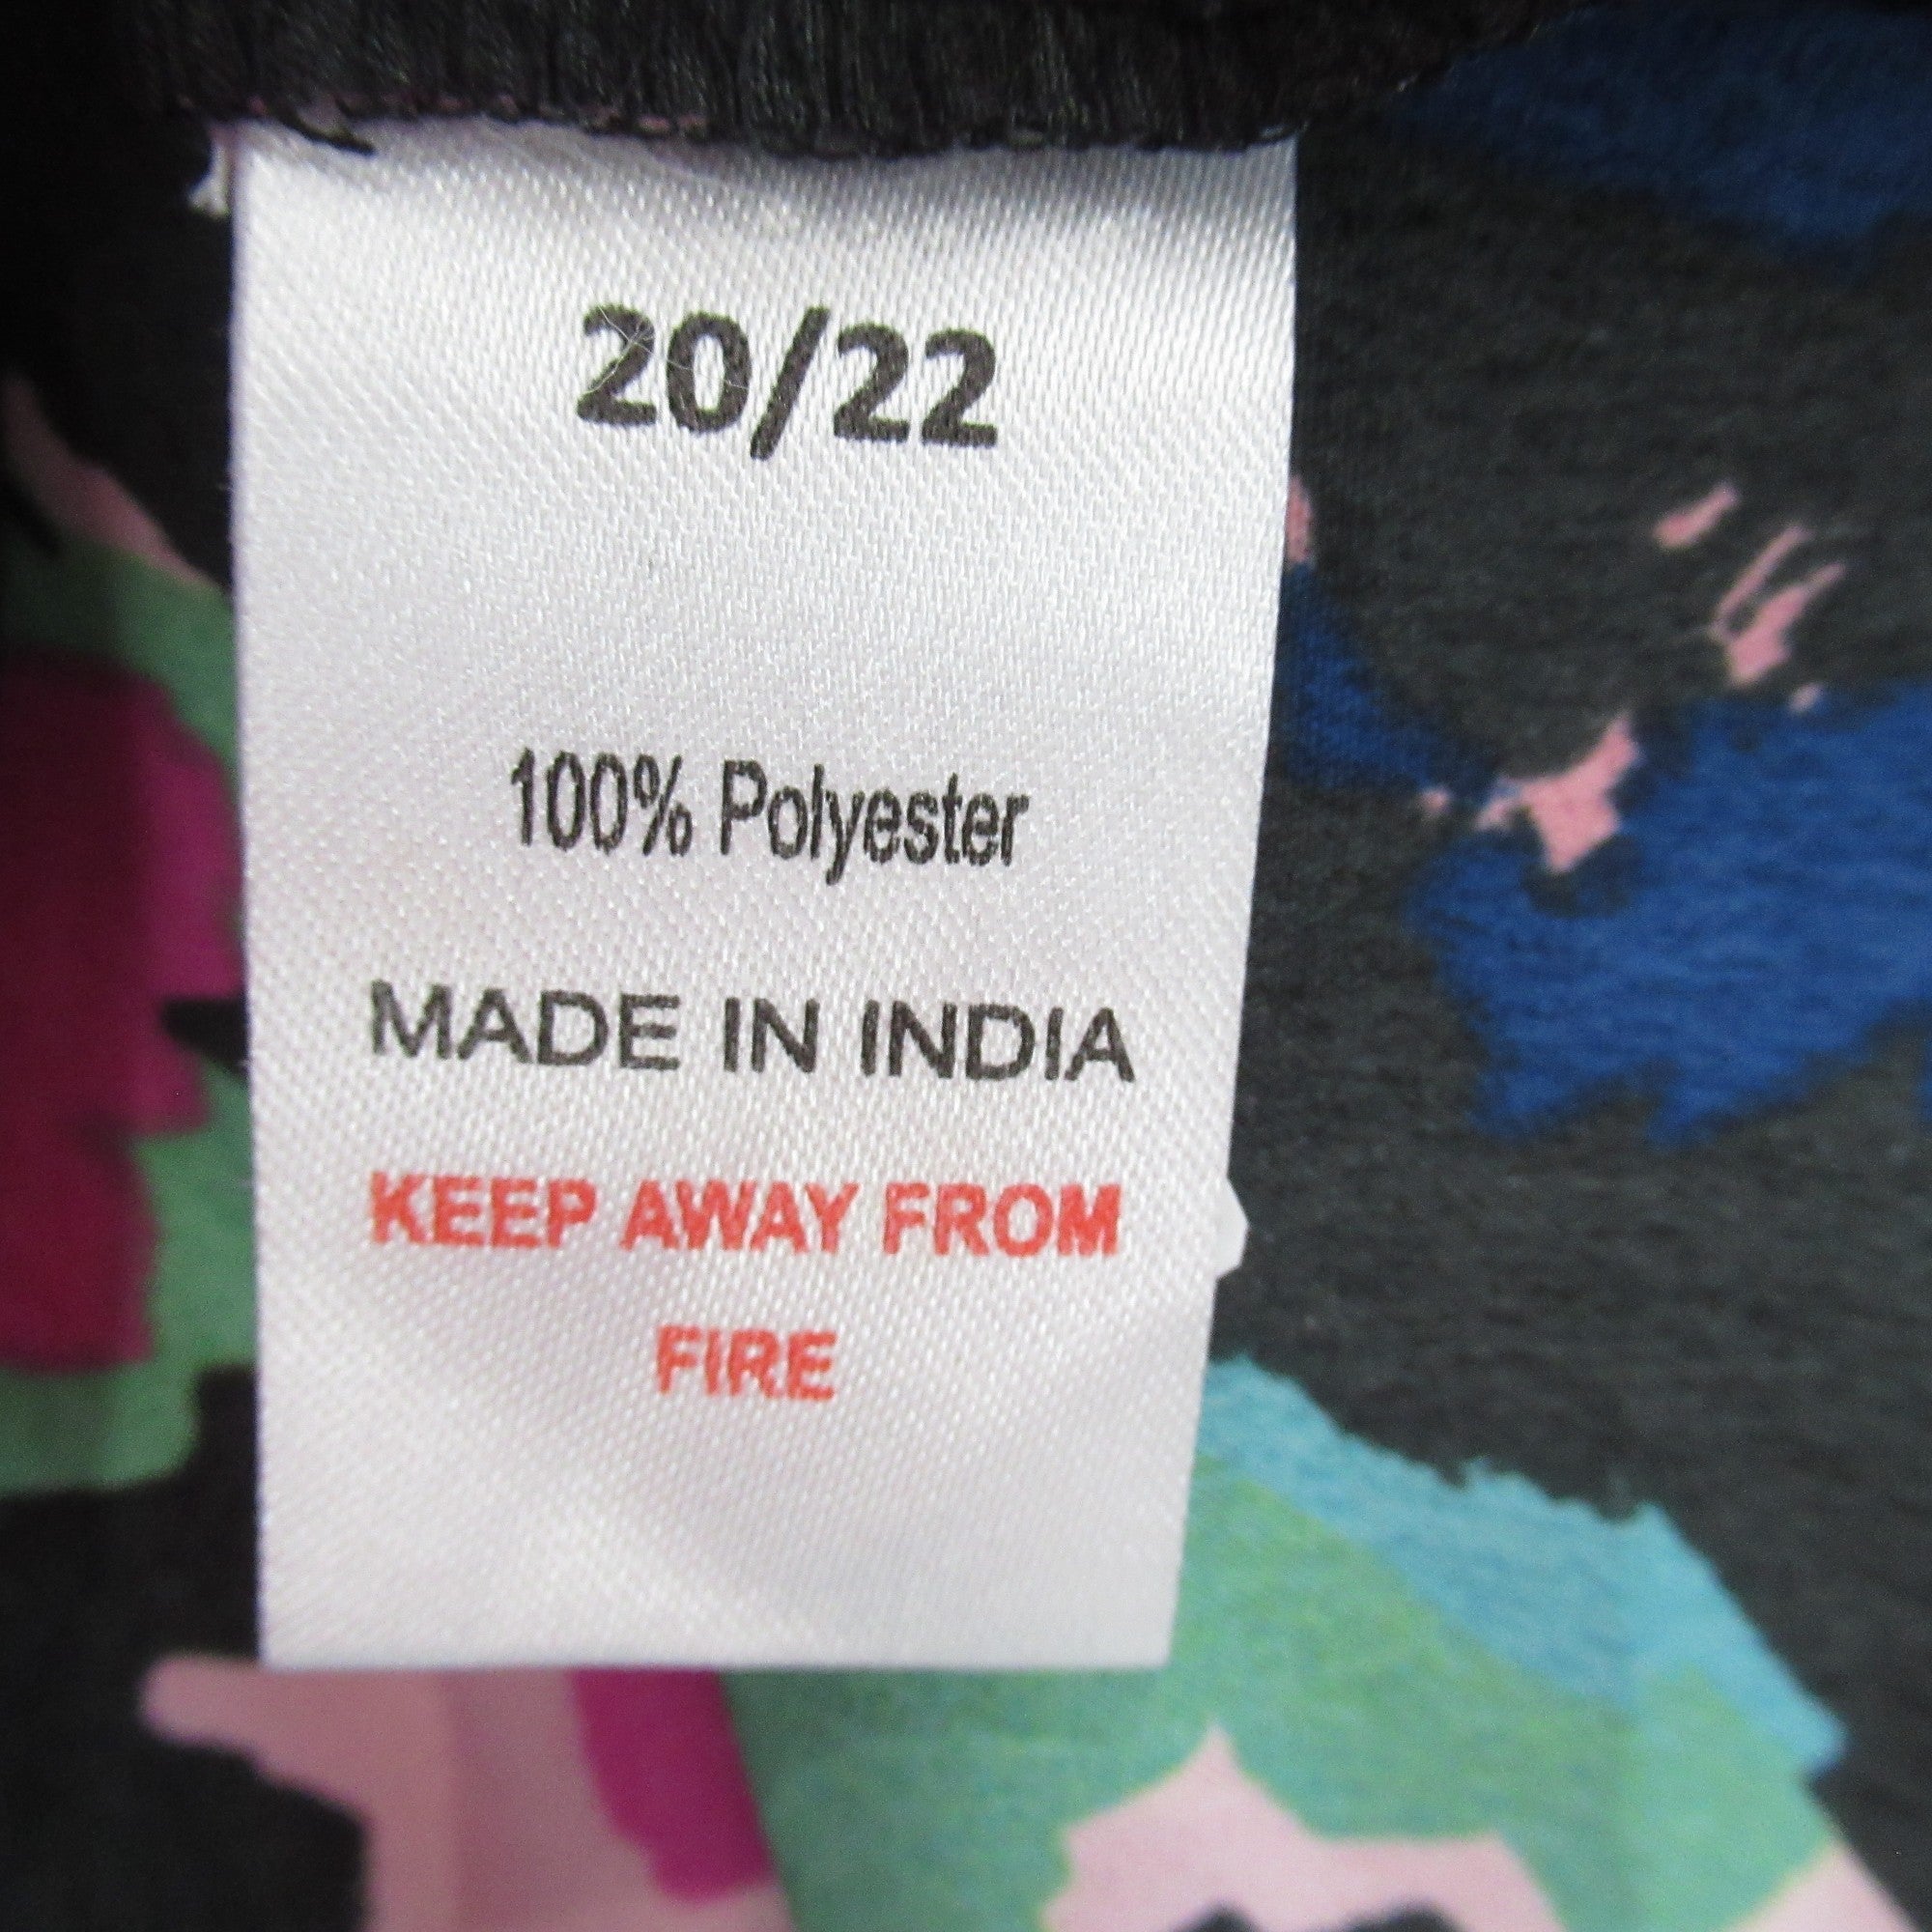 20/22
100% Polyester
MADE IN INDIA
KEEP AWAY FROM
FIRE